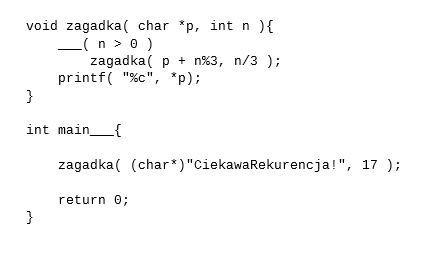 void zagadka( char *p, int n ){
    ___( n > 0 )
        zagadka( p + n%3, n/3 );
    printf( "%c", *p);
}
int main___{
    zagadka( (char*)"CiekawaRekurencja!", 17 );
    return 0;
}